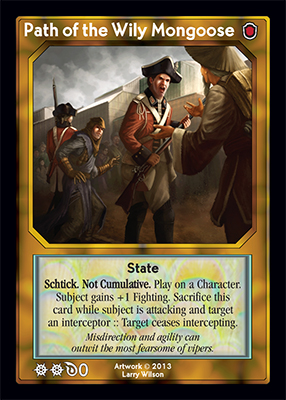 Path of the Wily Mongoose
State
Schtick. Not Cumulative. Play on a Character.
Subject gains +1 Fighting. Sacrifice this
card while subject is attacking and target
an interceptor :: Target ceases intercepting.
Misdirection and agility can
outwit the most fearsome of vipers.
Artwork © 2013
Larry Wilson
0